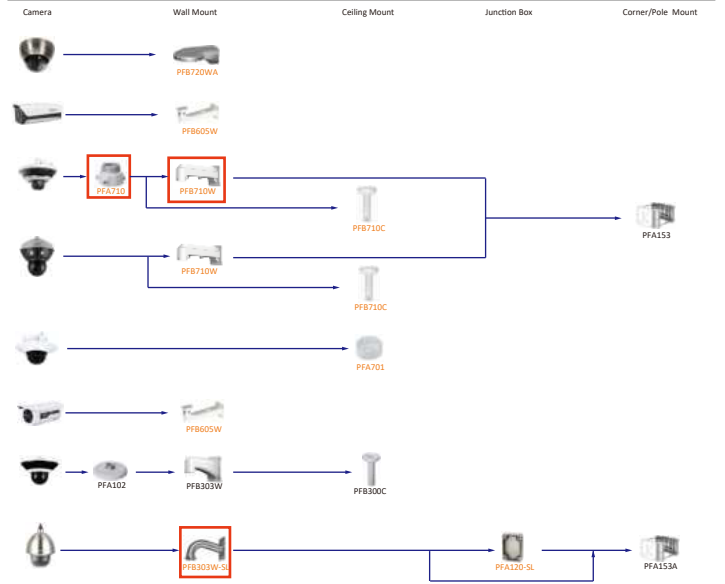 Camera Wall Mount Ceiling Mount Junction Box Corner/Pole Mount
PFB720WA
PFB605W
PFA710 PFB710W
PFB710C
PFA153
PFB710W
PFB710C
PFA701
PFB605W
PFA102 PFB303W PFB300C
PFB303W-SL PFA120-SL PFA153A